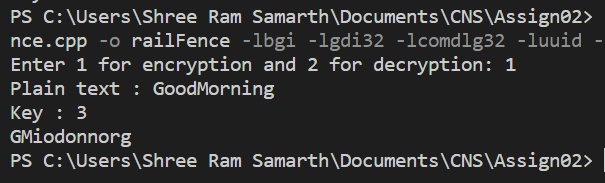 PS C:\Users\Shree Ram Samarth\Documents\CNS\Assign02>
nce.cpp -o railFence -lbgi -lgdi32 -lcomdlg32 -luuid -
Enter 1 for encryption and 2 for decryption: 1
Plain text : GoodMorning
Key : 3
GMiodonnorg
PS C:\Users\Shree Ram Samarth\Documents\CNS\Assign02>